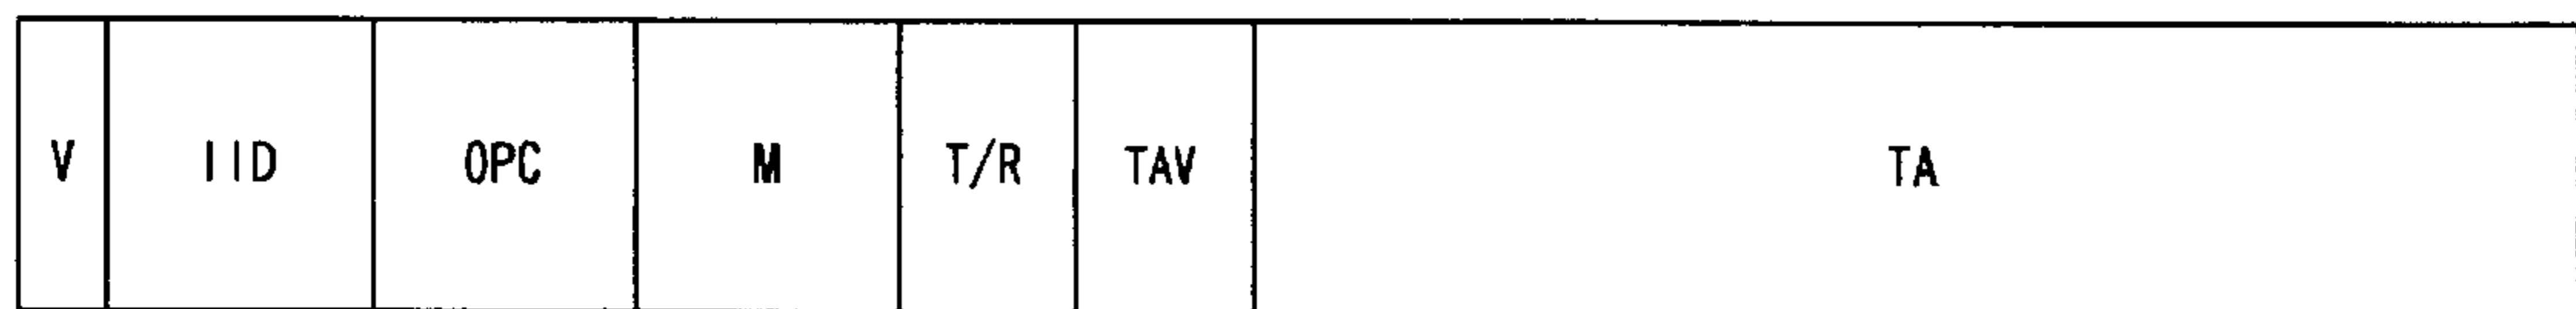 V IID OPC M T/R TAV TA